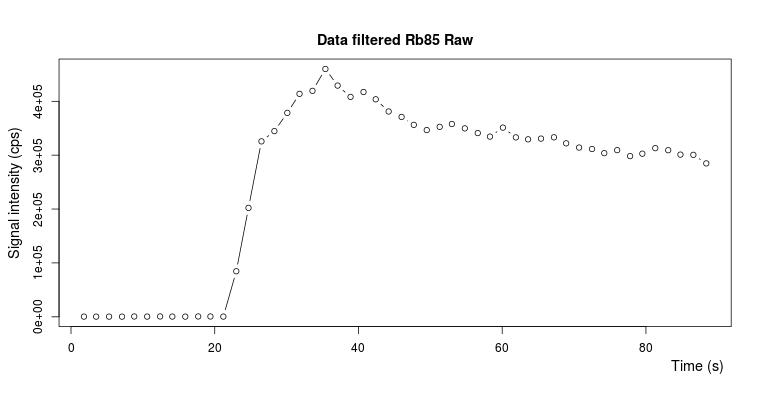 Data filtered Rb85 Raw
Signal intensity (cps)
4e+05
3e+05
2e+05
1e+05
0e+00
0 20 40 60 80
Time (s)